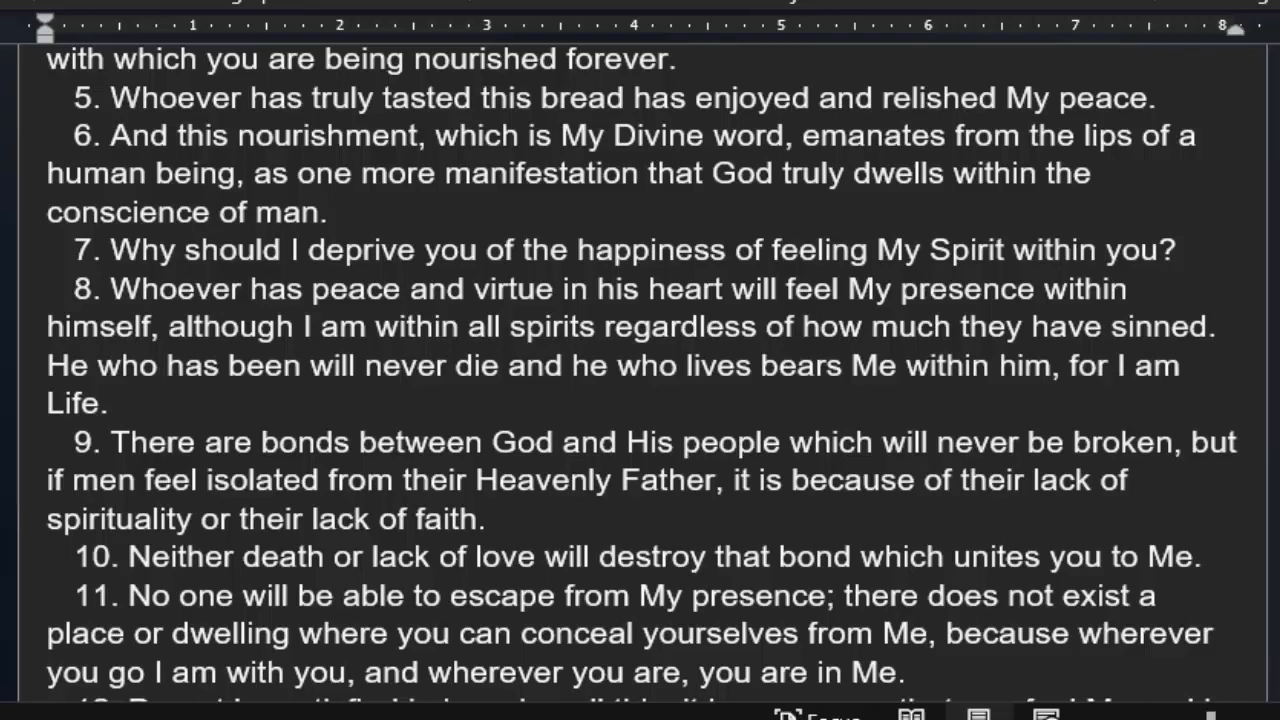 1 2 3 4 5 6 7 8
with which you are being nourished forever.
5. Whoever has truly tasted this bread has enjoyed and relished My peace.
6. And this nourishment, which is My Divine word, emanates from the lips of a
human being, as one more manifestation that God truly dwells within the
conscience of man.
7. Why should I deprive you of the happiness of feeling My Spirit within you?
8. Whoever has peace and virtue in his heart will feel My presence within
himself, although I am within all spirits regardless of how much they have sinned.
He who has been will never die and he who lives bears Me within him, for I am
Life.
9. There are bonds between God and His people which will never be broken, but
if men feel isolated from their Heavenly Father, it is because of their lack of
spirituality or their lack of faith.
10. Neither death or lack of love will destroy that bond which unites you to Me.
11. No one will be able to escape from My presence; there does not exist a
place or dwelling where you can conceal yourselves from Me, because wherever
you go I am with you, and wherever you are, you are in Me.